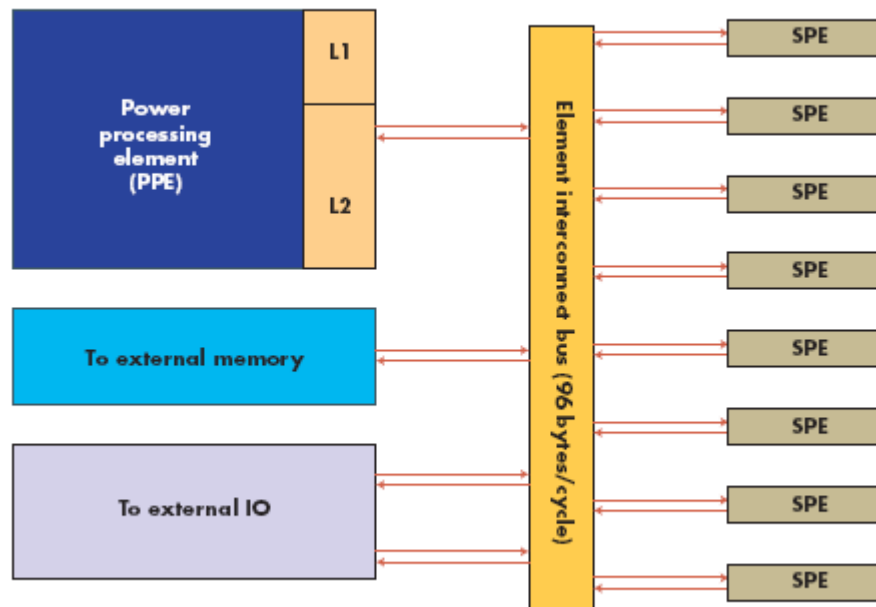 Power
processing
element
(PPE)
L1
L2
To external memory
To external IO
Element interconned bus (96 bytes/cycle)
SPE
SPE
SPE
SPE
SPE
SPE
SPE
SPE